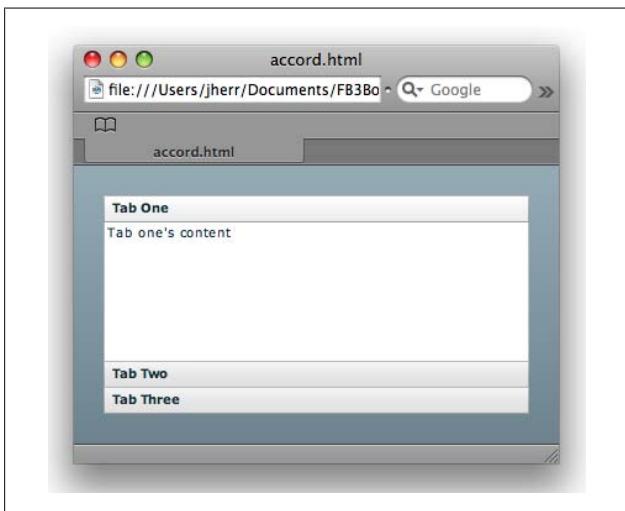 accord.html
file:///Users/jherr/Documents/FB3Bo
Google
accord.html
Tab One
Tab one's content
Tab Two
Tab Three